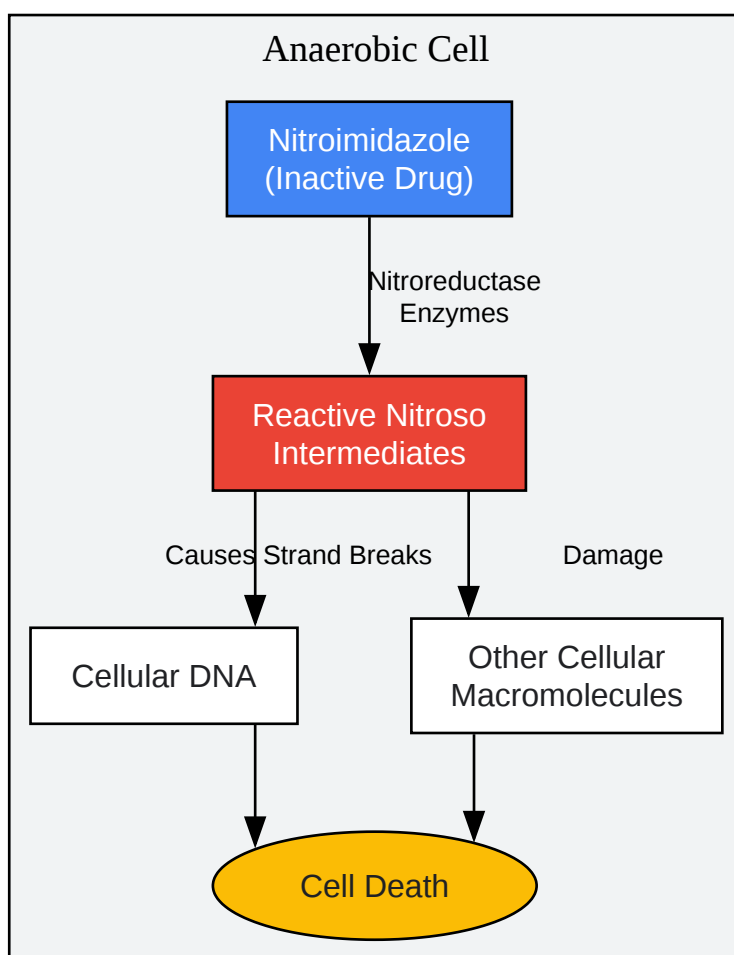 Anaerobic Cell
Nitroimidazole
(Inactive Drug)
Nitroreductase
Enzymes
Reactive Nitroso
Intermediates
Causes Strand Breaks
Damage
Cellular DNA
Other Cellular
Macromolecules
Cell Death